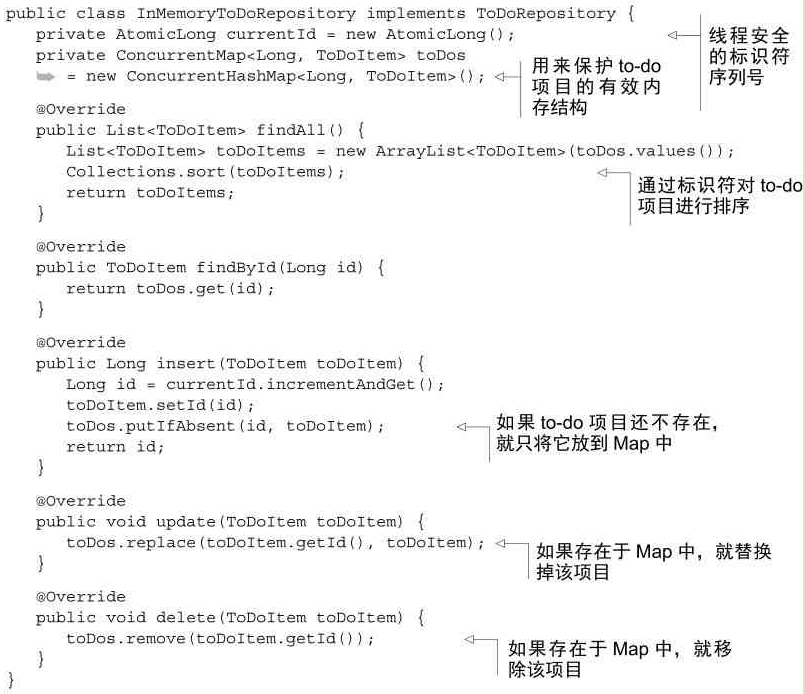 public class InMemoryToDoRepository implements ToDoRepository {
private AtomicLong currentId = new AtomicLong();
线程安全
的标识符
序列号
private ConcurrentMap<Long, ToDoItem> toDos
= new ConcurrentHashMap<Long, ToDoItem>();
用来保护 to-do
项目的有效内
存结构
@Override
public List<ToDoItem> findAll() {
List<ToDoItem> toDoItems = new ArrayList<ToDoItem>(toDos.values());
Collections.sort(toDoItems);
通过标识符对 to-do
项目进行排序
return toDoItems;
}
@Override
public ToDoItem findById(Long id) {
return toDos.get(id);
}
@Override
public Long insert(ToDoItem toDoItem) {
Long id = currentId.incrementAndGet();
toDoItem.setId(id);
toDos.putIfAbsent(id, toDoItem);
如果 to-do 项目还不存在，
就只将它放到 Map 中
return id;
}
@Override
public void update(ToDoItem toDoItem) {
toDos.replace(toDoItem.getId(), toDoItem);
如果存在于 Map 中，就替换
掉该项目
}
@Override
public void delete(ToDoItem toDoItem) {
toDos.remove(toDoItem.getId());
如果存在于 Map 中，就移
除该项目
}
}